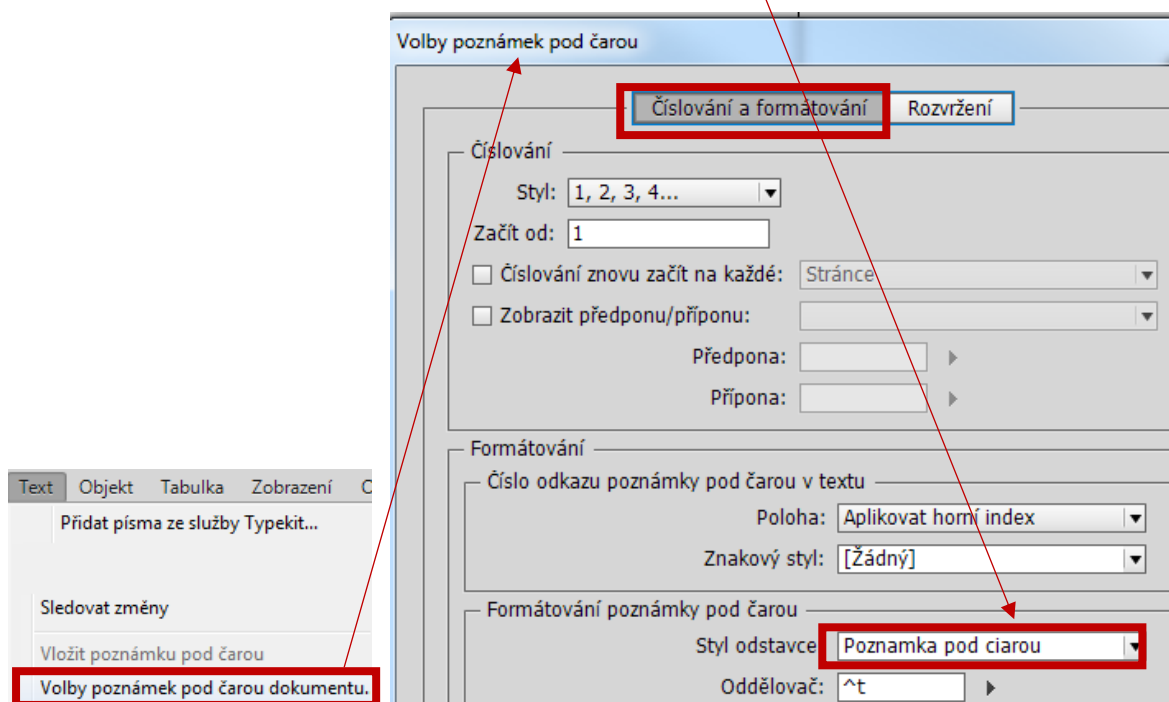 Volby poznámek pod čarou
Číslování a formátování Rozvržení
Číslování
Styl: 1, 2, 3, 4...
Začít od: 1
Číslování znovu začít na každé: Stránce
Zobrazit předponu/příponu:
Předpona:
Přípona:
Formátování
Číslo odkazu poznámky pod čarou v textu
Poloha: Aplikovat horní index
Znakový styl: [Žádný]
Formátování poznámky pod čarou
Styl odstavce Poznamka pod ciarou
Oddělovač: ^t
Text Objekt Tabulka Zobrazení
Přidat písma ze služby Typekit...
Sledovat změny
Vložit poznámku pod čarou
Volby poznámek pod čarou dokumentu.